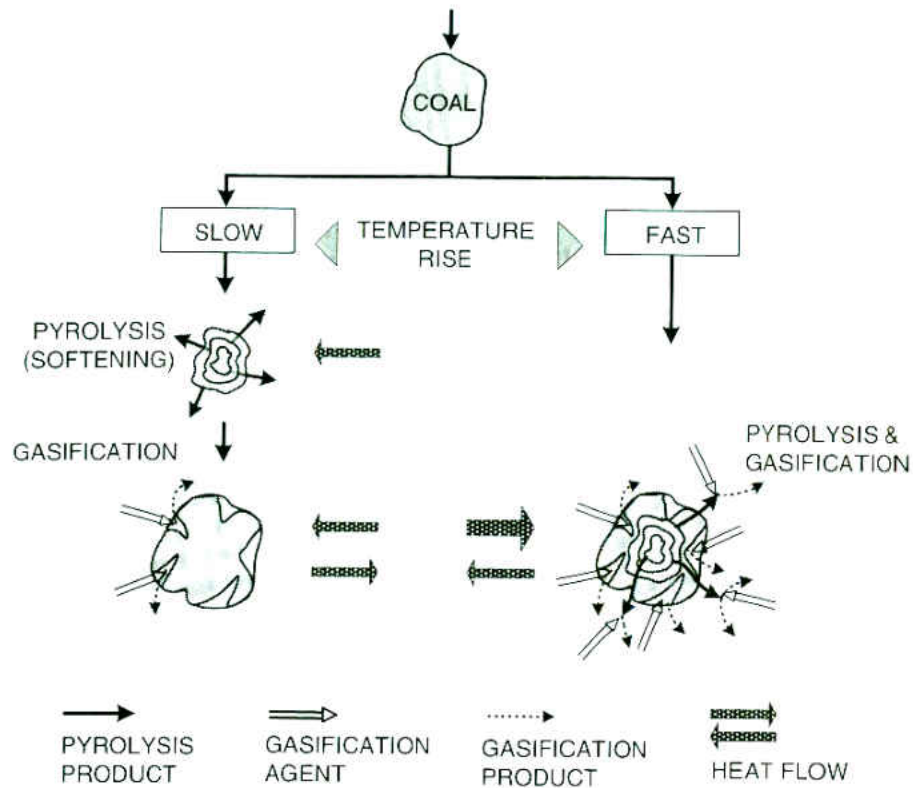 COAL
SLOW
TEMPERATURE
RISE
FAST
PYROLYSIS
(SOFTENING)
GASIFICATION
PYROLYSIS &
GASIFICATION
PYROLYSIS
PRODUCT
GASIFICATION
AGENT
GASIFICATION
PRODUCT
HEAT FLOW